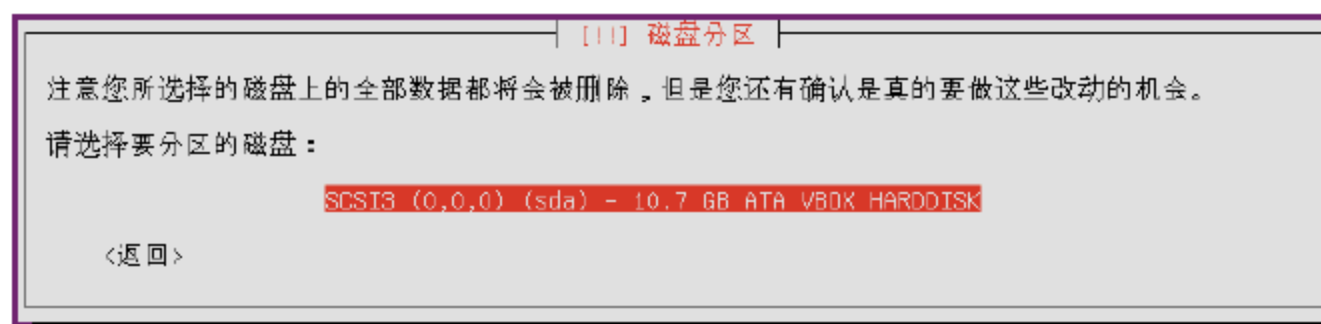 [!!] 磁盘分区
注意您所选择的磁盘上的全部数据都将会被删除，但是您还有确认是真的要做这些改动的机会。
请选择要分区的磁盘：
SCSI3 (0,0,0) (sda) - 10.7 GB ATA VBOX HARDDISK
<返回>